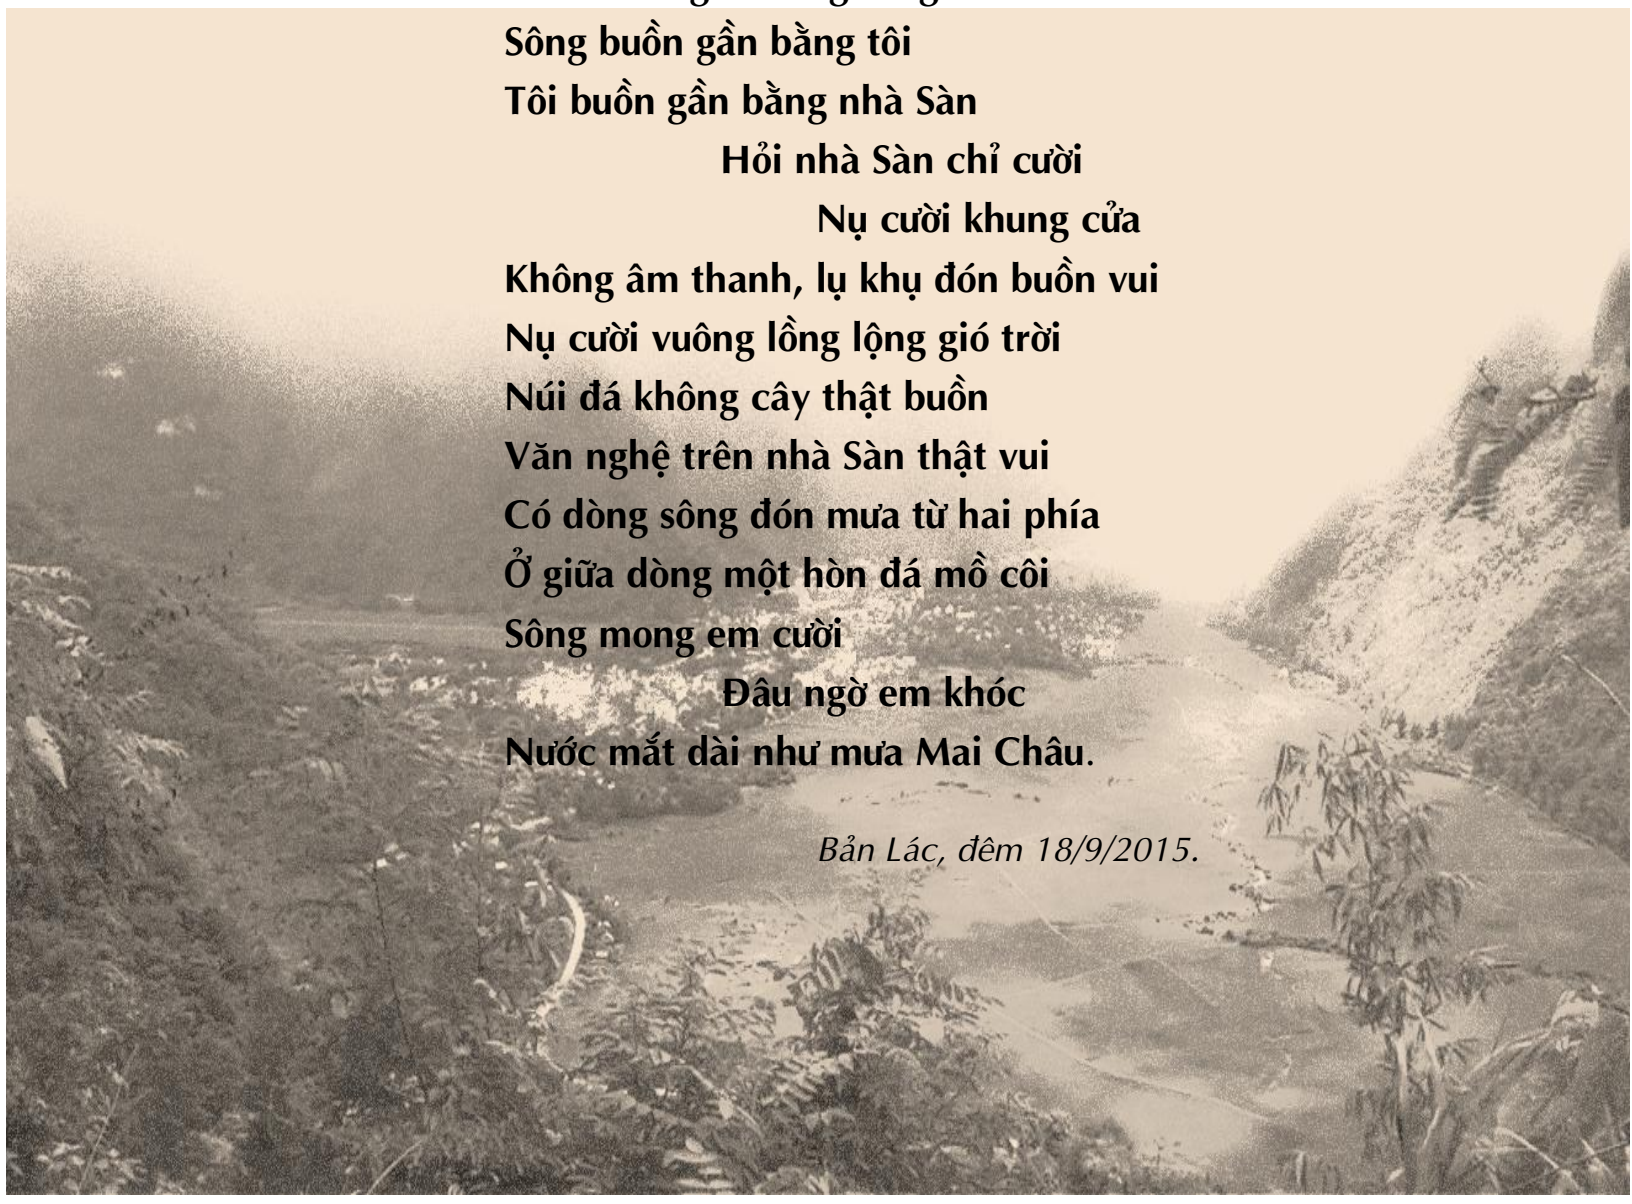 Sông buồn gần bằng tôi
Tôi buồn gần bằng nhà Sàn
Hỏi nhà Sàn chỉ cười
Nụ cười khung cửa
Không âm thanh, lụ khụ đón buồn vui
Nụ cười vuông lồng lộng gió trời
Núi đá không cây thật buồn
Văn nghệ trên nhà Sàn thật vui
Có dòng sông đón mưa từ hai phía
Ở giữa dòng một hòn đá mồ côi
Sông mong em cười
Đâu ngờ em khóc
Nước mắt dài như mưa Mai Châu.
Bản Lác, đêm 18/9/2015.